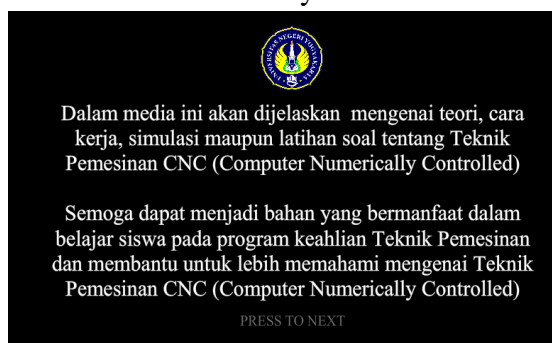 Dalam media ini akan dijelaskan mengenai teori, cara
kerja, simulasi maupun latihan soal tentang Teknik
Pemesinan CNC (Computer Numerically Controlled)
Semoga dapat menjadi bahan yang bermanfaat dalam
belajar siswa pada program keahlian Teknik Pemesinan
dan membantu untuk lebih memahami mengenai Teknik
Pemesinan CNC (Computer Numerically Controlled)
PRESS TO NEXT